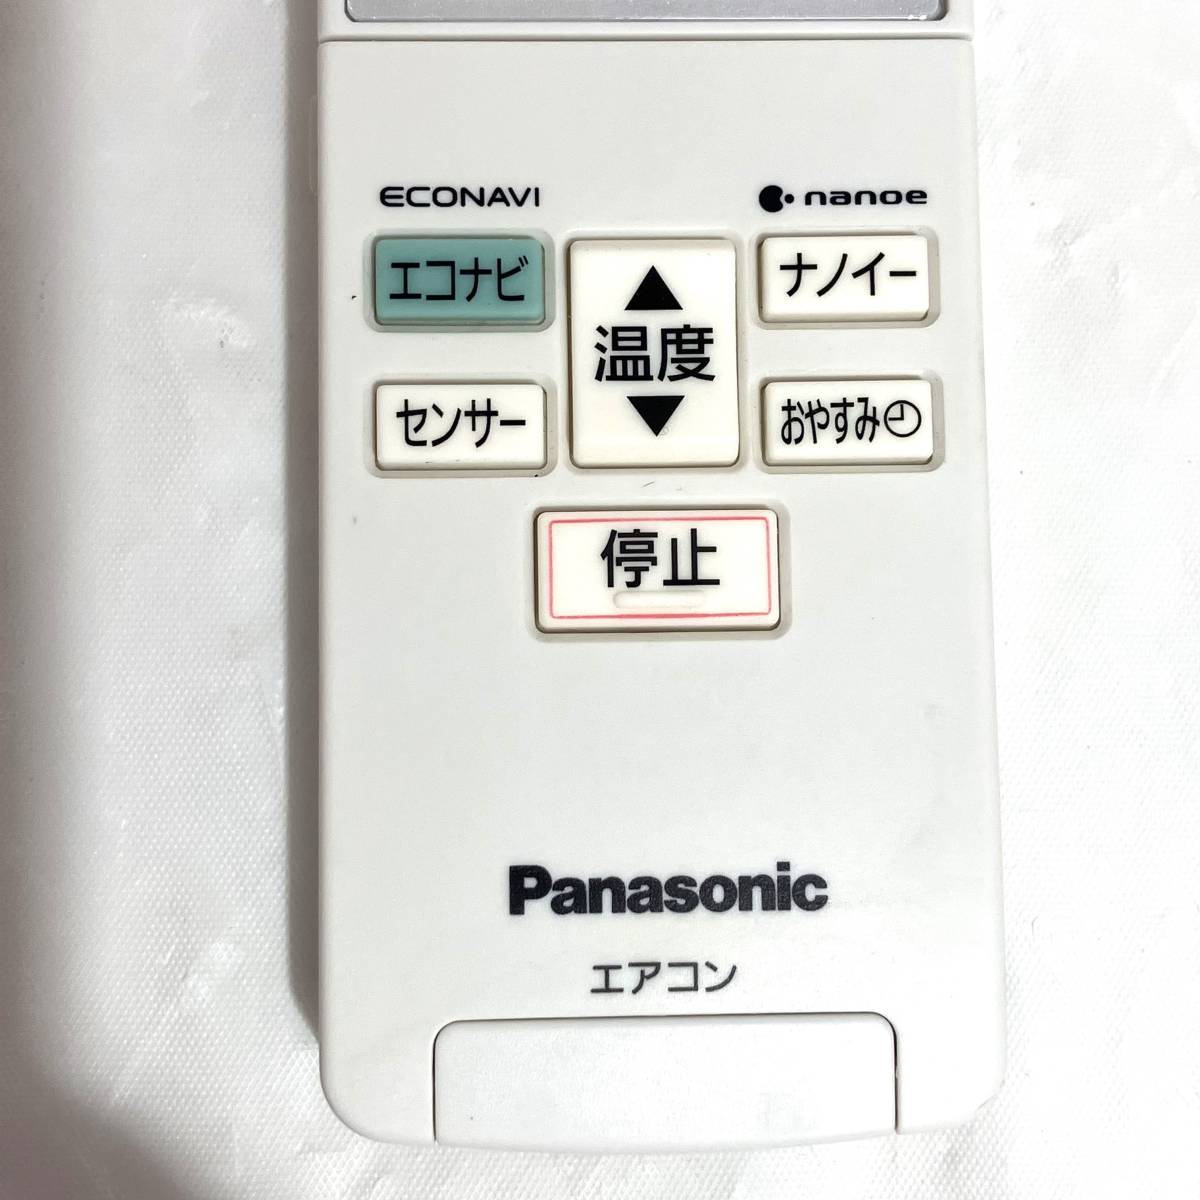 ECONAVI
nanoe
エコナビ
▲
温度
▼
ナノイー
センサー
おやすみ
停止
Panasonic
エアコン